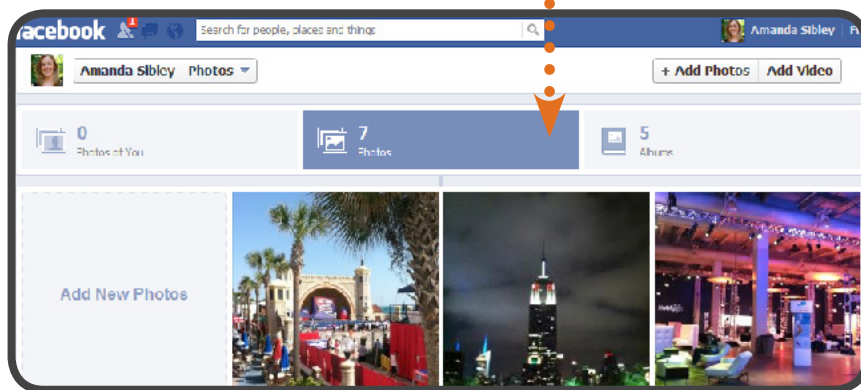 facebook 1 Search for people, places and things Amanda Sibley
Amanda Sibley Photos + Add Photos Add Video
0 7 5
Photos of You Photos Albums
Add New Photos